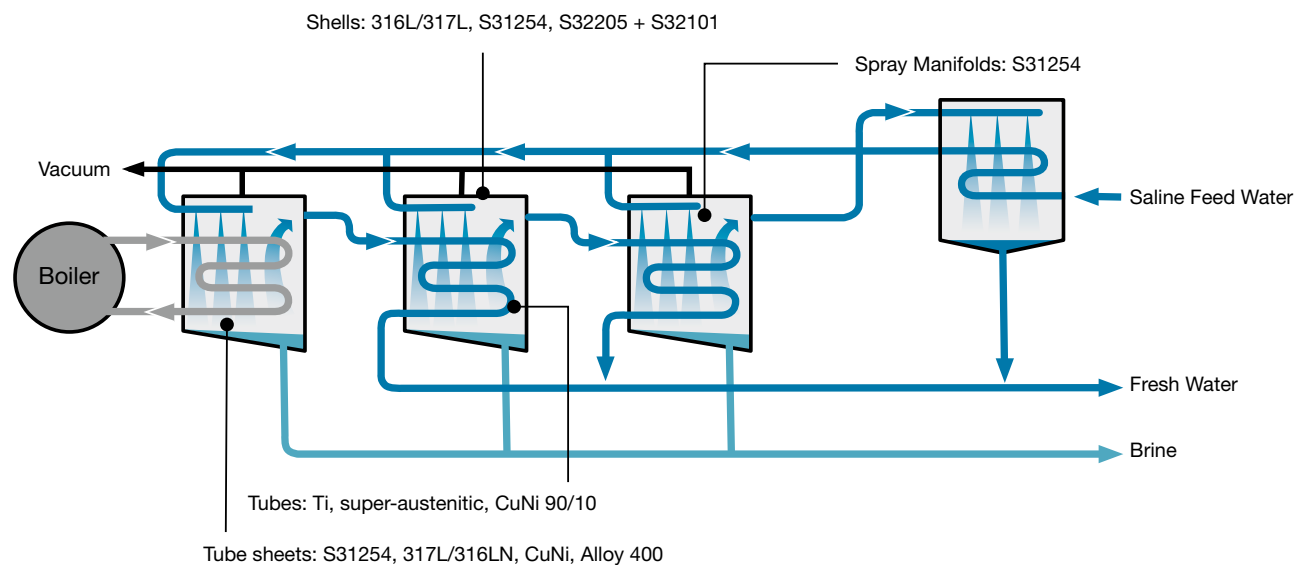 Shells: 316L/317L, S31254, S32205 + S32101
Spray Manifolds: S31254
Vacuum
Saline Feed Water
Boiler
Fresh Water
Brine
Tubes: Ti, super-austenitic, CuNi 90/10
Tube sheets: S31254, 317L/316LN, CuNi, Alloy 400